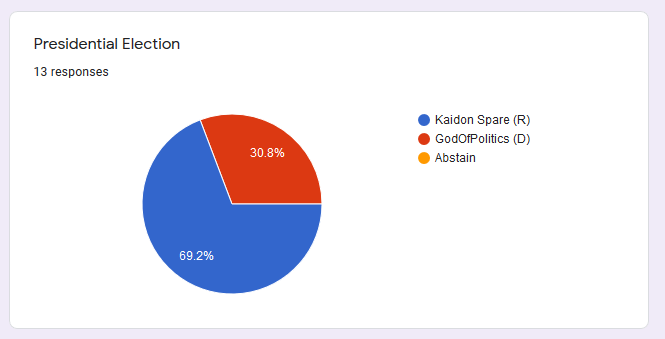 Presidential Election
13 responses
Kaidon Spare (R)
GodOfPolitics (D)
Abstain
30.8%
69.2%